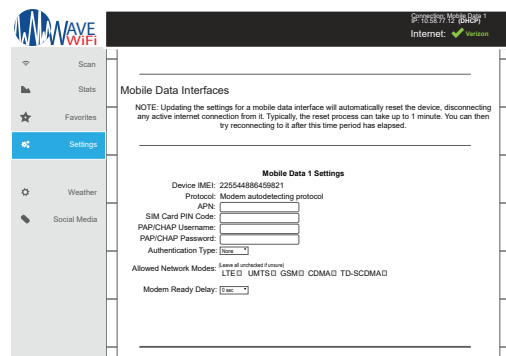 WAVE
WiFi
Connection: Mobile Data 1
IP: 10.58.77.12 (DHCP)
Internet: Verizon
Scan
Stats
Favorites
Settings
Weather
Social Media
Mobile Data Interfaces
NOTE: Updating the settings for a mobile data interface will automatically reset the device, disconnecting
any active internet connection from it. Typically, the reset process can take up to 1 minute. You can then
try reconnecting to it after this time period has elapsed.
Mobile Data 1 Settings
Device IMEI: 225544886459821
Protocol: Modem autodetecting protocol
APN:
SIM Card PIN Code:
PAP/CHAP Username:
PAP/CHAP Password:
Authentication Type: None
(Leave all unchecked if unsure)
Allowed Network Modes: LTE UMTS GSM CDMA TD-SCDMA
Modem Ready Delay: 0 sec